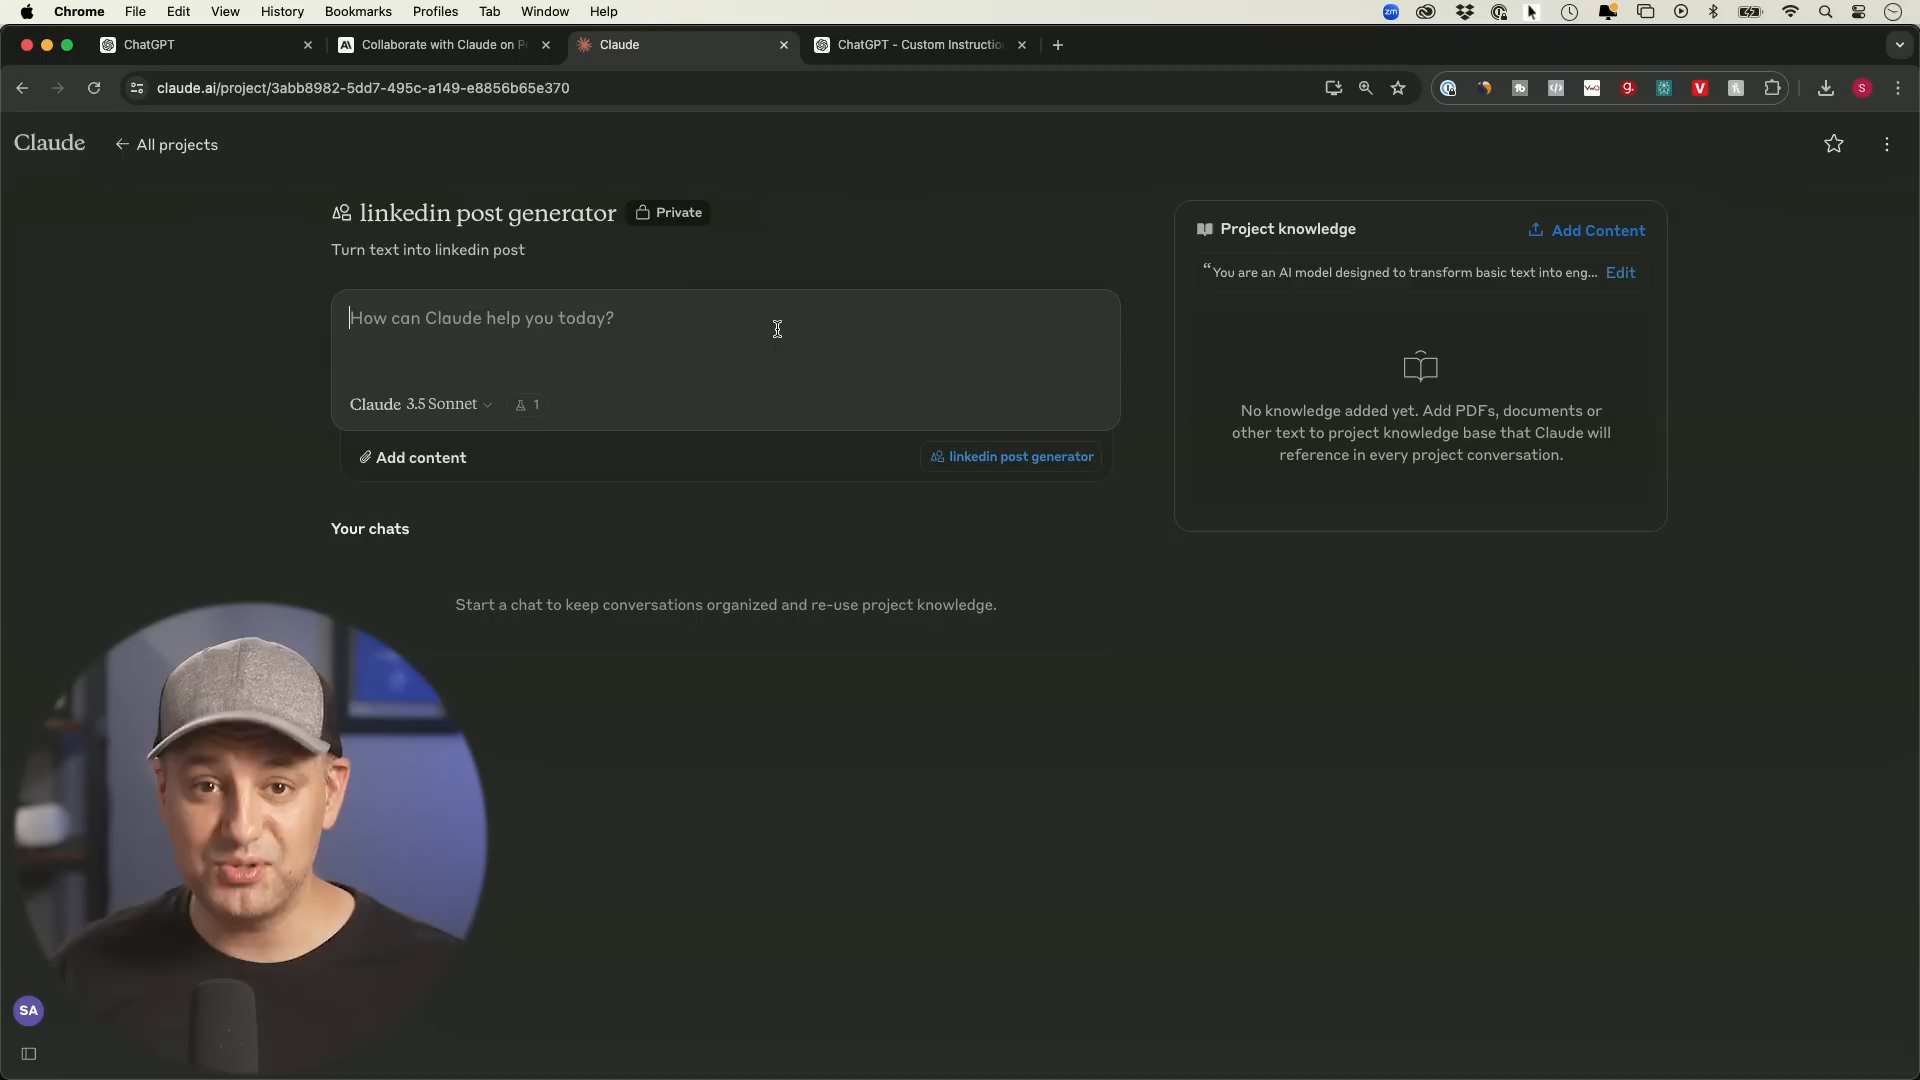 Chrome File Edit View History Bookmarks Profiles Tab Window Help
zm
ChatGPT
A\ Collaborate with Claude on P
Claude
ChatGPT - Custom Instructio
claude.ai/project/3abb8982-5dd7-495c-a149-e8856b65e370
S
Claude
← All projects
linkedin post generator
Private
Turn text into linkedin post
How can Claude help you today?
Claude 3.5 Sonnet
1
Add content
linkedin post generator
Your chats
Start a chat to keep conversations organized and re-use project knowledge.
Project knowledge
Add Content
“You are an AI model designed to transform basic text into eng...
Edit
No knowledge added yet. Add PDFs, documents or
other text to project knowledge base that Claude will
reference in every project conversation.
SA